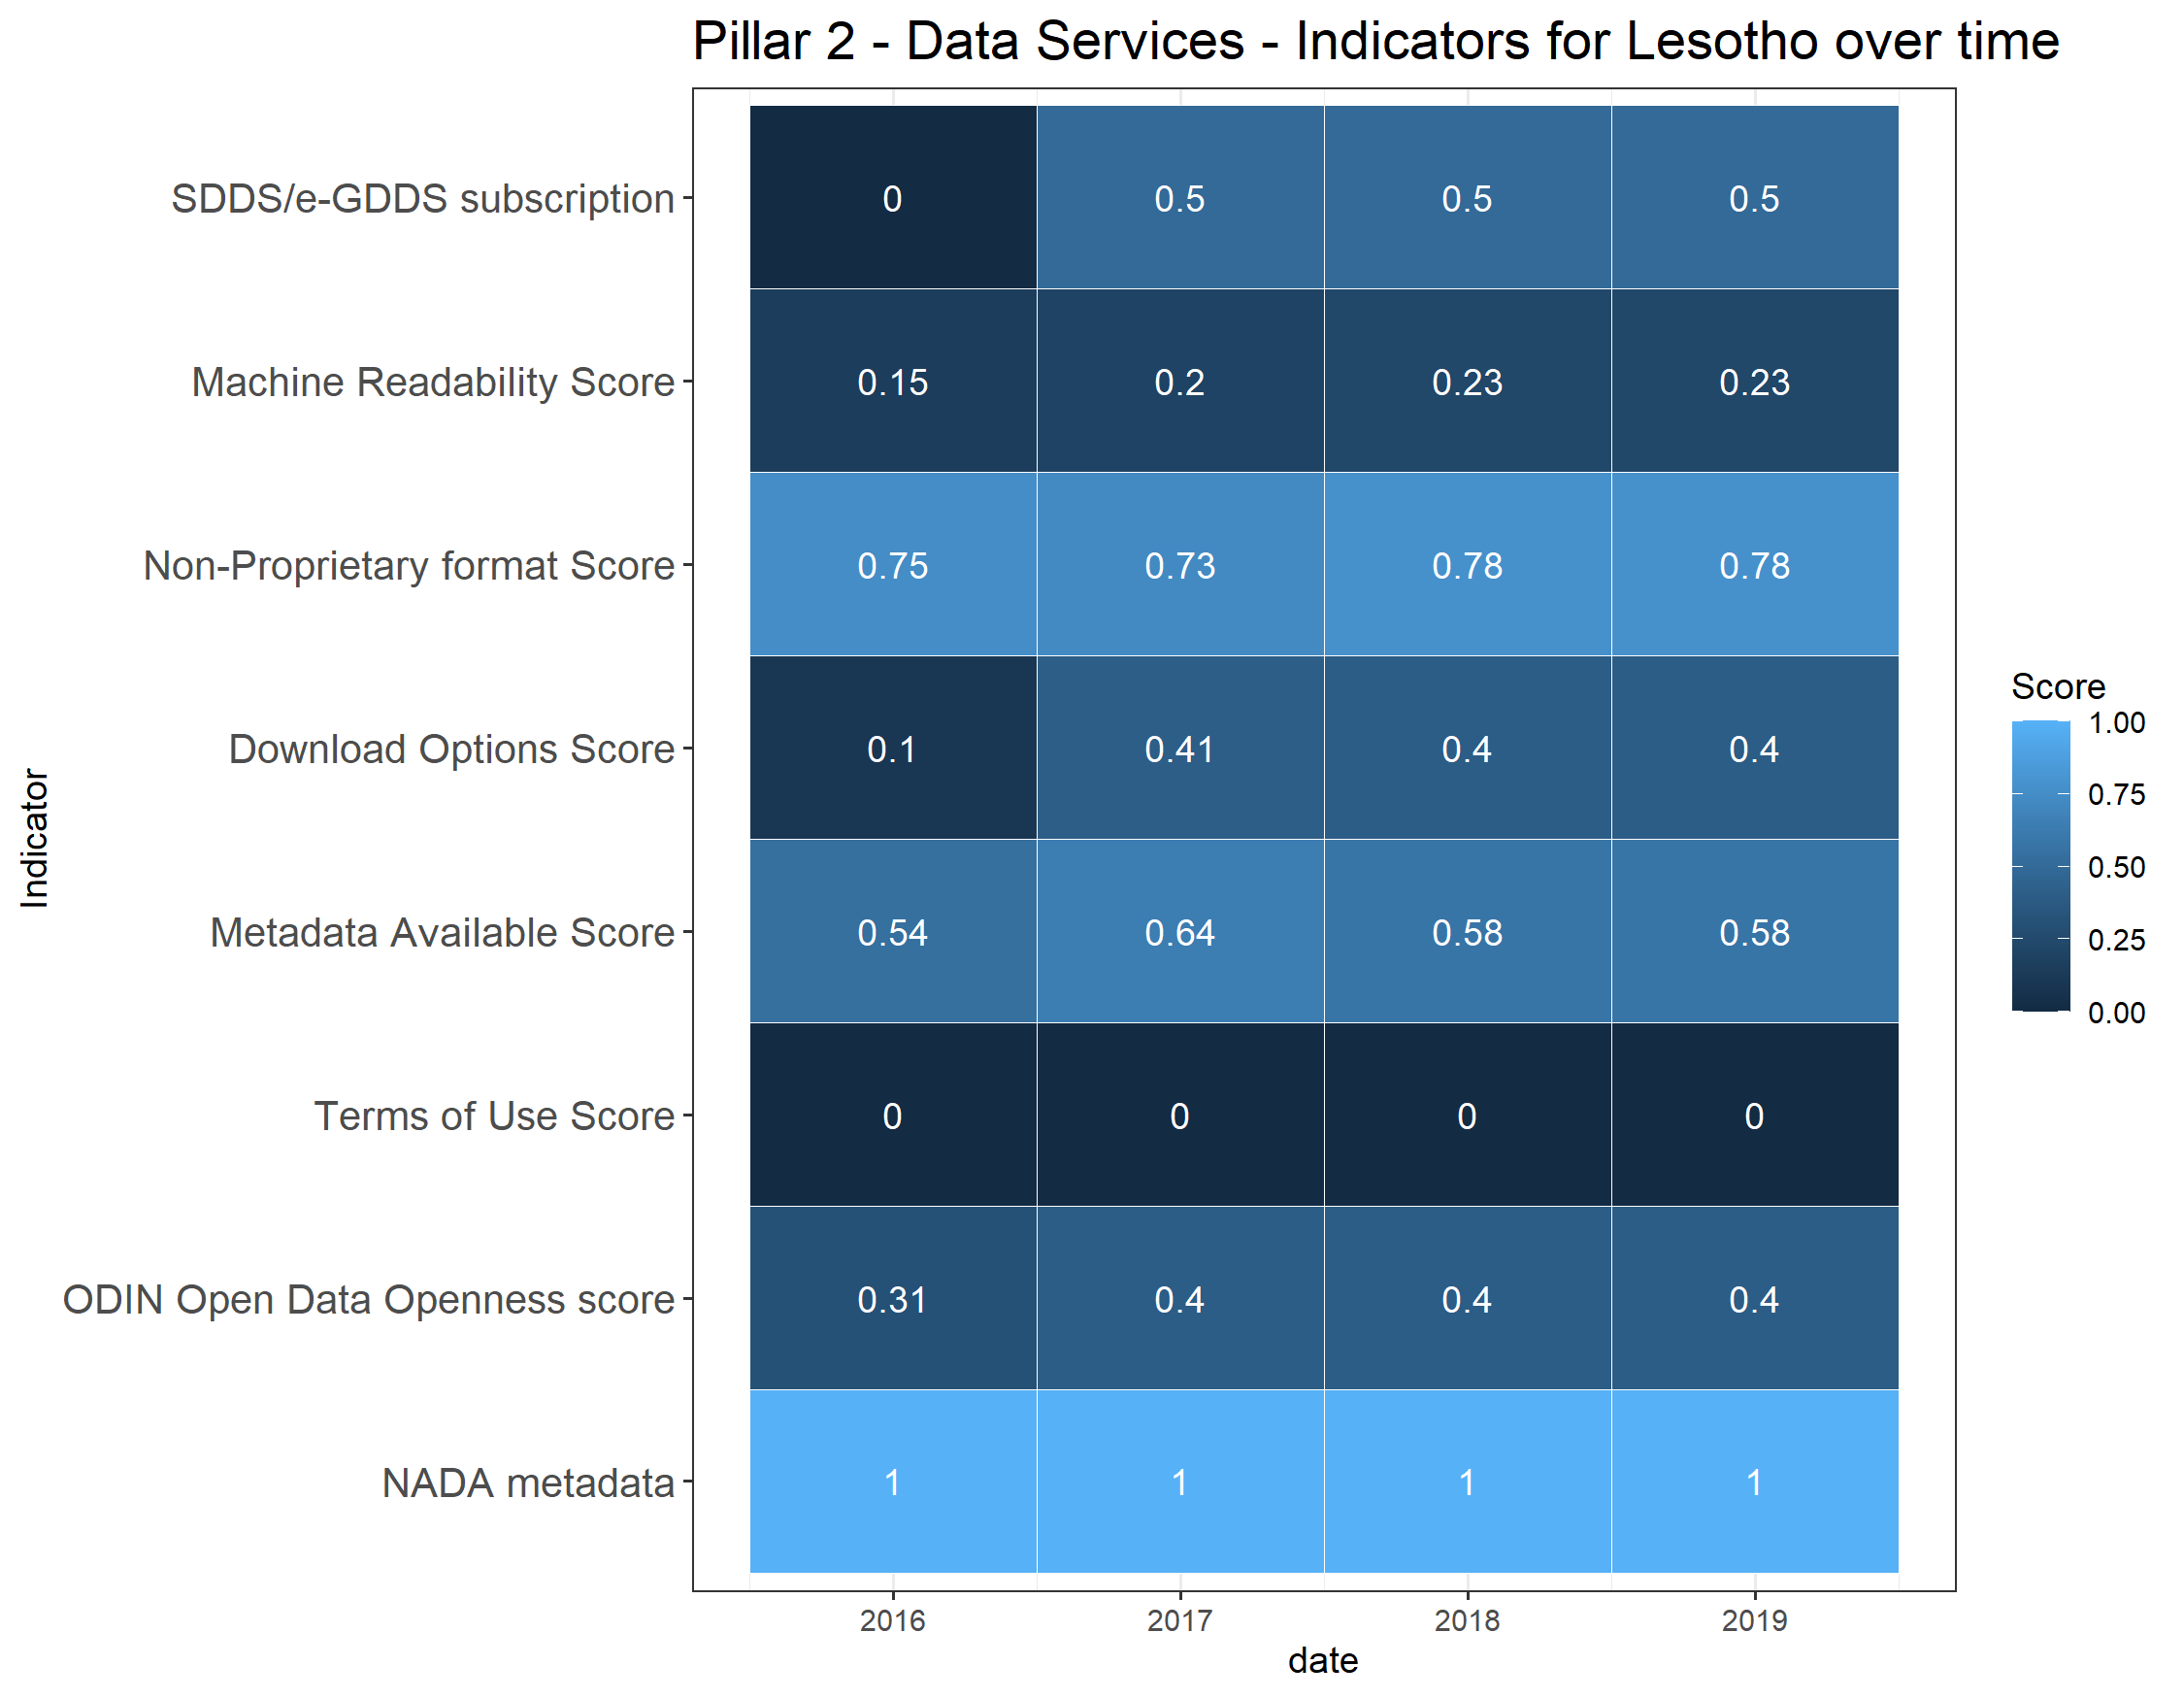 Pillar 2 - Data Services - Indicators for Lesotho over time
Indicator
SDDS/e-GDDS subscription 0 0.5 0.5 0.5
Machine Readability Score 0.15 0.2 0.23 0.23
Non-Proprietary format Score 0.75 0.73 0.78 0.78
Download Options Score 0.1 0.41 0.4 0.4
Metadata Available Score 0.54 0.64 0.58 0.58
Terms of Use Score 0 0 0 0
ODIN Open Data Openness score 0.31 0.4 0.4 0.4
NADA metadata 1 1 1 1
2016 2017 2018 2019
date
Score
1.00
0.75
0.50
0.25
0.00